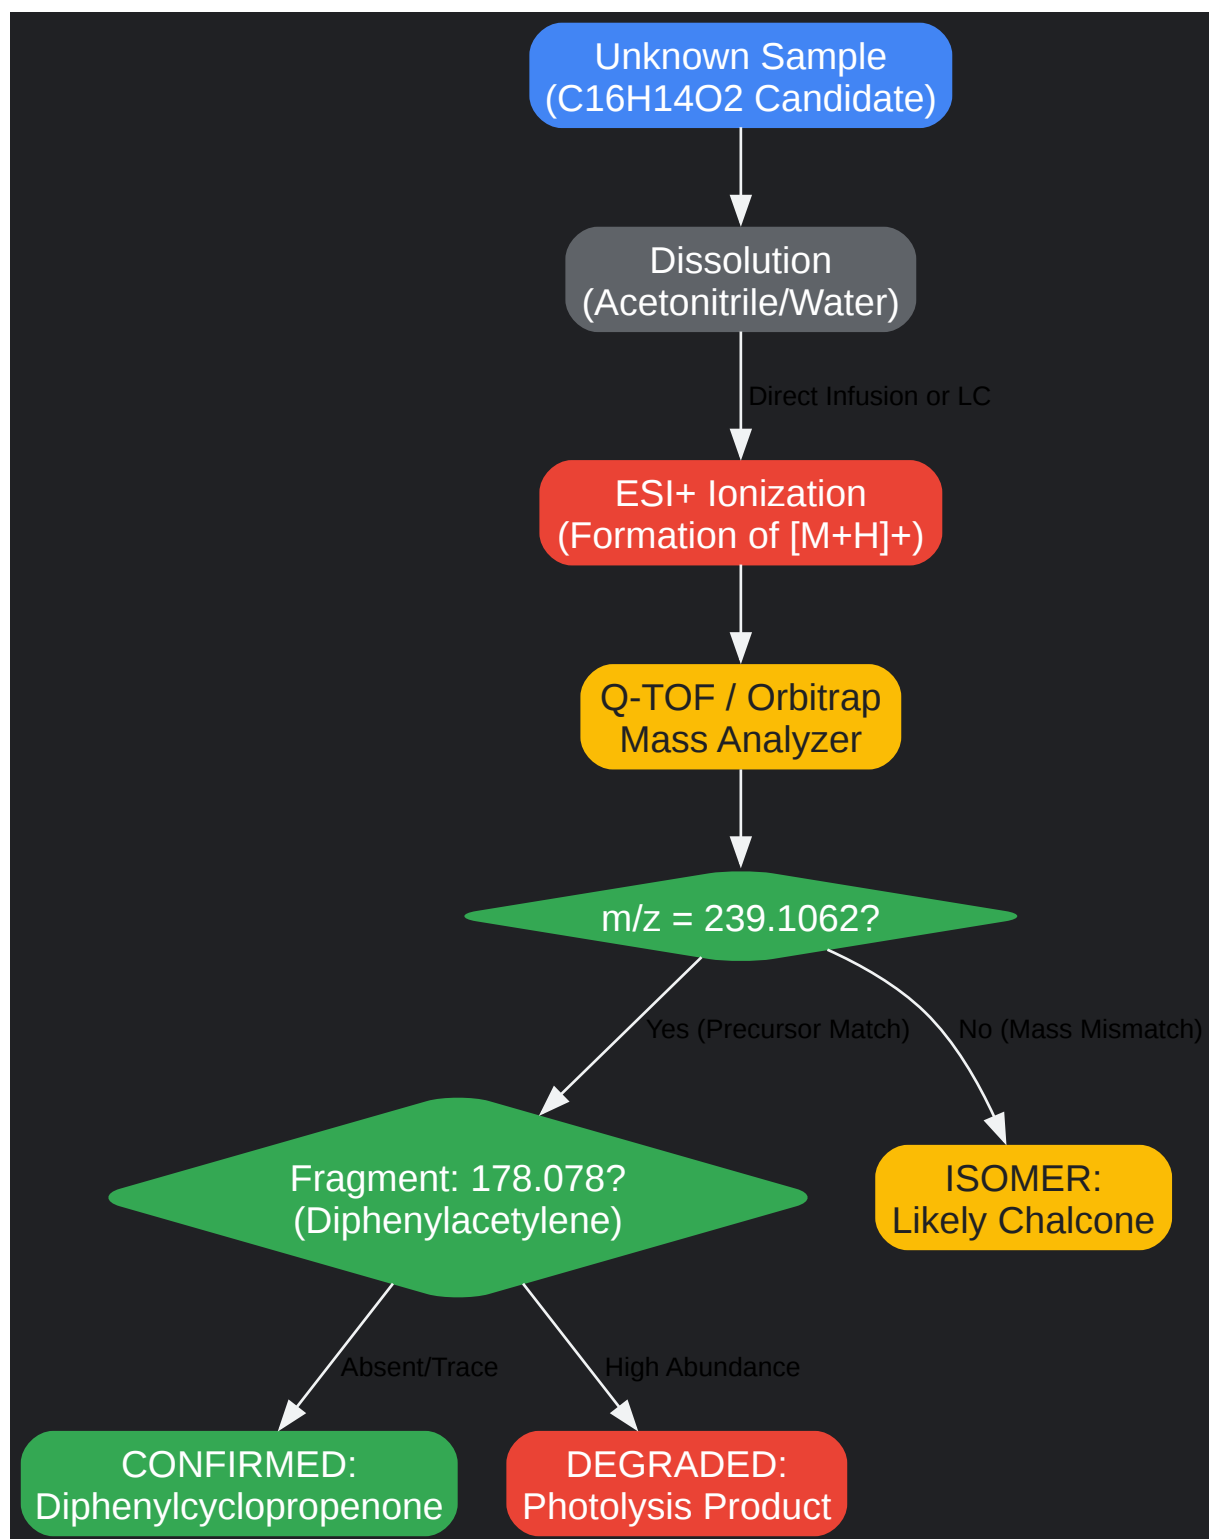 Unknown Sample
(C16H14O2 Candidate)
Dissolution
(Acetonitrile/Water)
Direct Infusion or LC
ESI+ Ionization
(Formation of [M+H]+)
Q-TOF / Orbitrap
Mass Analyzer
m/z = 239.1062?
Yes (Precursor Match)
No (Mass Mismatch)
Fragment: 178.078?
(Diphenylacetylene)
ISOMER:
Likely Chalcone
Absent/Trace
High Abundance
CONFIRMED:
Diphenylcyclopropenone
DEGRADED:
Photolysis Product